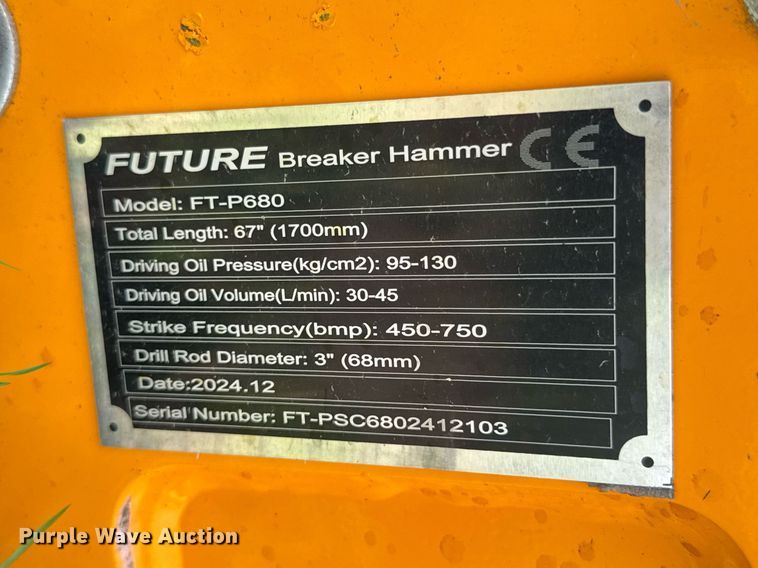 FUTURE Breaker Hammer CE
Model: FT-P680
Total Length: 67" (1700mm)
Driving Oil Pressure(kg/cm2): 95-130
Driving Oil Volume(L/min): 30-45
Strike Frequency(bmp): 450-750
Drill Rod Diameter: 3" (68mm)
Date:2024.12
Serial Number: FT-PSC6802412103
Purple Wave Auction